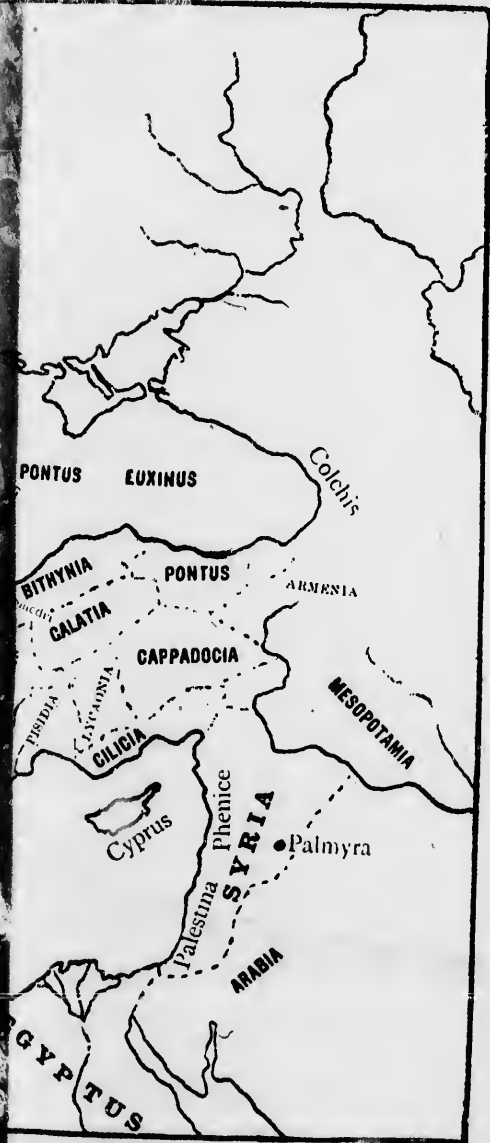 Colchis
PONTUS EUXINUS
BITHYNIA
PONTUS
ARMENIA
GALATIA
CAPPADOCIA
PISIDIA
LYCAONIA
CILICIA
MESOPOTAMIA
Cyprus
Phenice
SYRIA
Palmyra
Palestina
ARABIA
GYPTUS